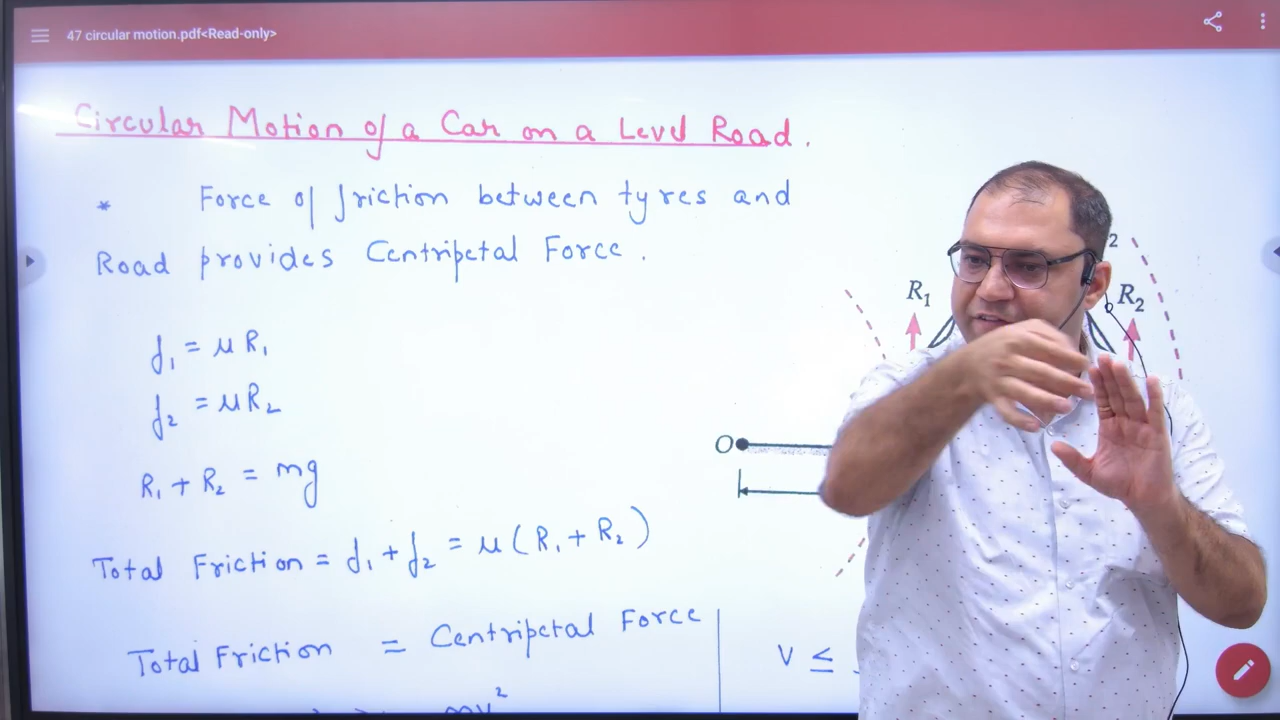 47 circular motion.pdf<Read-only>
Circular Motion of a Car on a Level Road.
* Force of friction between tyres and
Road provides Centripetal Force.
f₁ = μR₁
f₂ = μR₂
R₁ + R₂ = mg
Total Friction = f₁ + f₂ = μ(R₁ + R₂)
Total Friction = Centripetal Force
V ≤
2
R₁
R₂
O